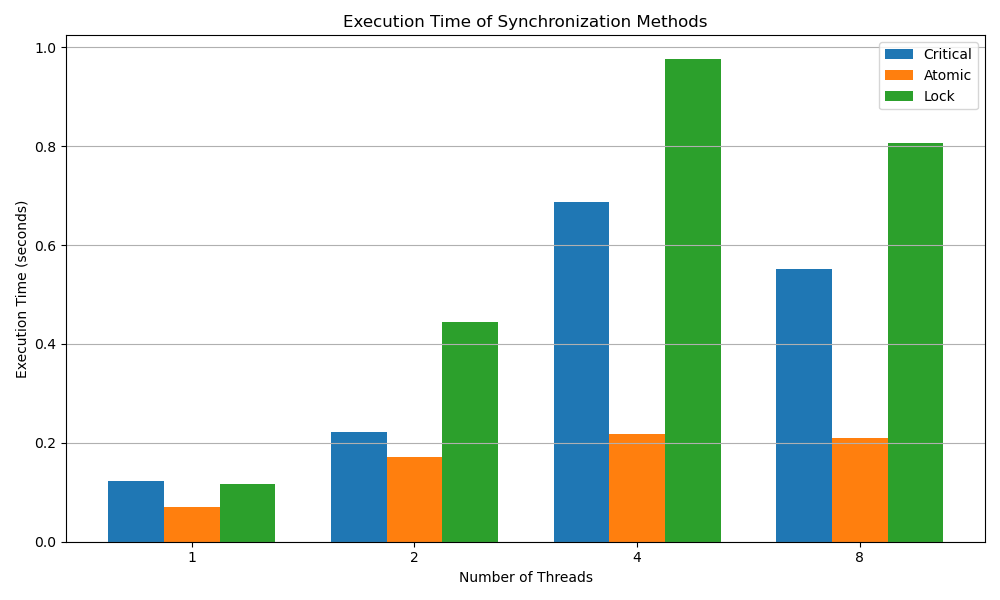 Execution Time of Synchronization Methods
Critical
Atomic
Lock
1.0
0.8
0.6
0.4
0.2
0.0
Execution Time (seconds)
1 2 4 8
Number of Threads